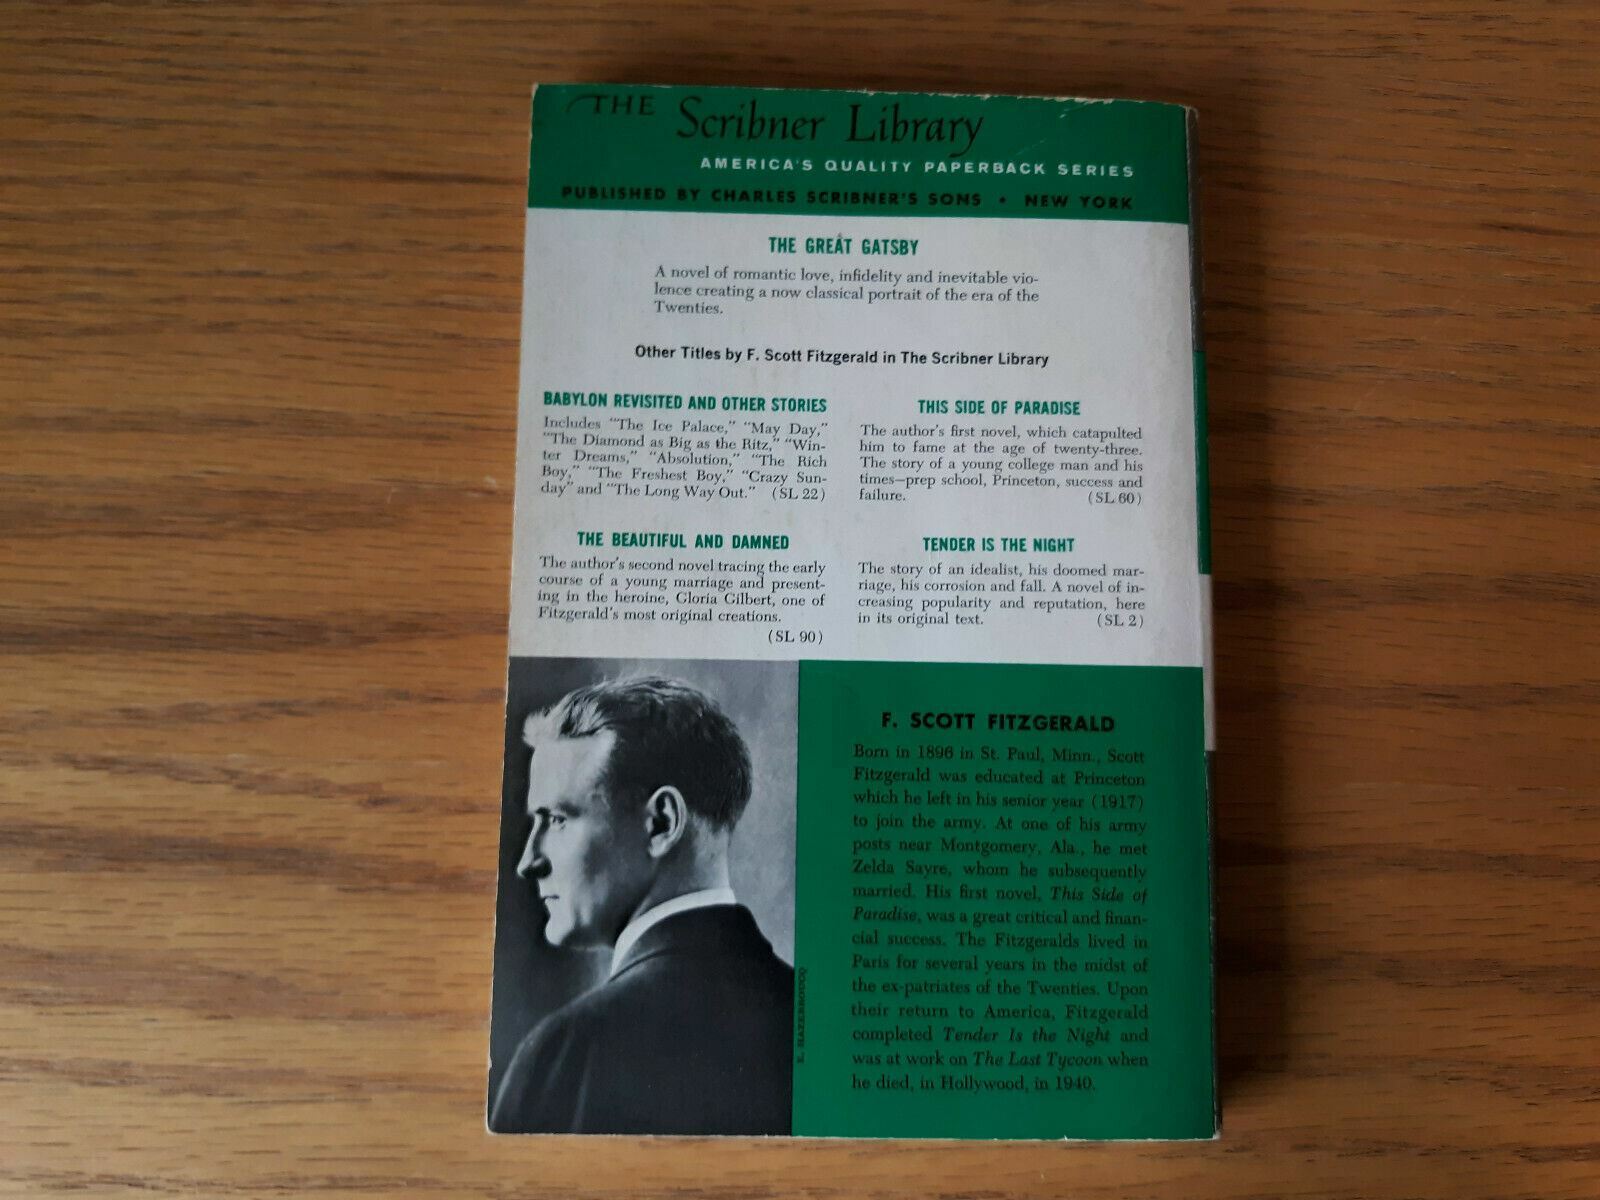 THE Scribner Library
AMERICA'S QUALITY PAPERBACK SERIES
PUBLISHED BY CHARLES SCRIBNER'S SONS • NEW YORK
THE GREAT GATSBY
A novel of romantic love, infidelity and inevitable vio-
lence creating a now classical portrait of the era of the
Twenties.
Other Titles by F. Scott Fitzgerald in The Scribner Library
BABYLON REVISITED AND OTHER STORIES
Includes "The Ice Palace," "May Day,"
"The Diamond as Big as the Ritz," "Win-
ter Dreams," "Absolution," "The Rich
Boy," "The Freshest Boy," "Crazy Sun-
day" and "The Long Way Out." (SL 22)
THIS SIDE OF PARADISE
The author's first novel, which catapulted
him to fame at the age of twenty-three.
The story of a young college man and his
times—prep school, Princeton, success and
failure. (SL 60)
THE BEAUTIFUL AND DAMNED
The author's second novel tracing the early
course of a young marriage and present-
ing in the heroine, Gloria Gilbert, one of
Fitzgerald's most original creations.
(SL 90)
TENDER IS THE NIGHT
The story of an idealist, his doomed mar-
riage, his corrosion and fall. A novel of in-
creasing popularity and reputation, here
in its original text. (SL 2)
E. HAZEBROUCQ
F. SCOTT FITZGERALD
Born in 1896 in St. Paul, Minn., Scott
Fitzgerald was educated at Princeton
which he left in his senior year (1917)
to join the army. At one of his army
posts near Montgomery, Ala., he met
Zelda Sayre, whom he subsequently
married. His first novel, This Side of
Paradise, was a great critical and finan-
cial success. The Fitzgeralds lived in
Paris for several years in the midst of
the ex-patriates of the Twenties. Upon
their return to America, Fitzgerald
completed Tender Is the Night and
was at work on The Last Tycoon when
he died, in Hollywood, in 1940.